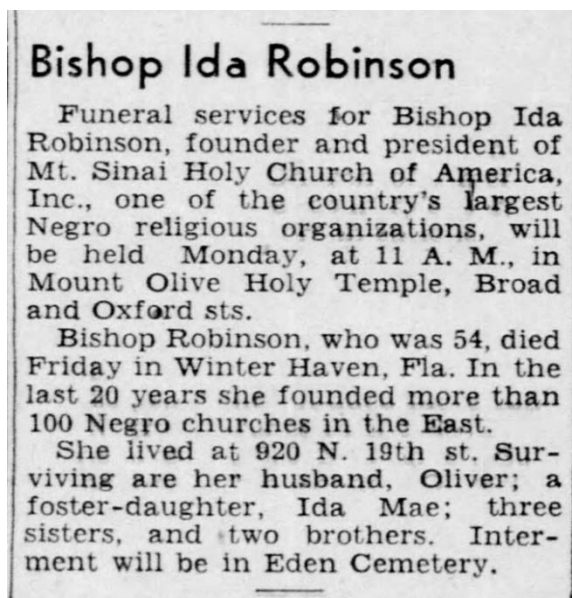 Bishop Ida Robinson
Funeral services for Bishop Ida
Robinson, founder and president of
Mt. Sinai Holy Church of America,
Inc., one of the country's largest
Negro religious organizations, will
be held Monday, at 11 A. M., in
Mount Olive Holy Temple, Broad
and Oxford sts.
Bishop Robinson, who was 54, died
Friday in Winter Haven, Fla. In the
last 20 years she founded more than
100 Negro churches in the East.
She lived at 920 N. 19th st. Sur-
viving are her husband, Oliver; a
foster-daughter, Ida Mae; three
sisters, and two brothers. Inter-
ment will be in Eden Cemetery.